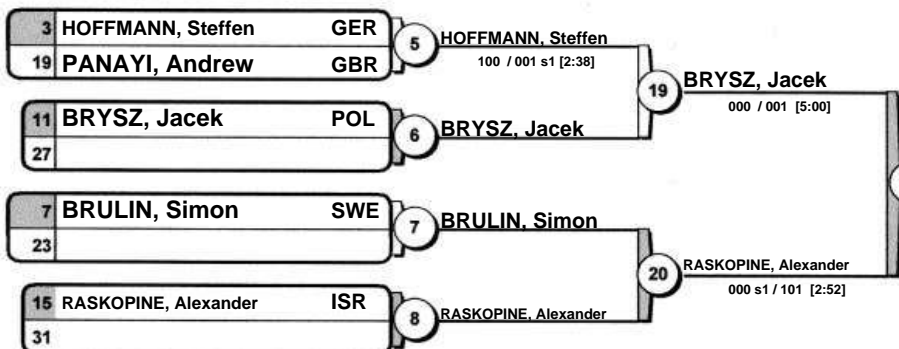 3 HOFFMANN, Steffen GER
19 PANAYI, Andrew GBR
5
HOFFMANN, Steffen
100 / 001 s1 [2:38]
11 BRYSZ, Jacek POL
27
6
BRYSZ, Jacek
19
BRYSZ, Jacek
000 / 001 [5:00]
7 BRULIN, Simon SWE
23
7
BRULIN, Simon
15 RASKOPINE, Alexander ISR
31
8
RASKOPINE, Alexander
20
RASKOPINE, Alexander
000 s1 / 101 [2:52]